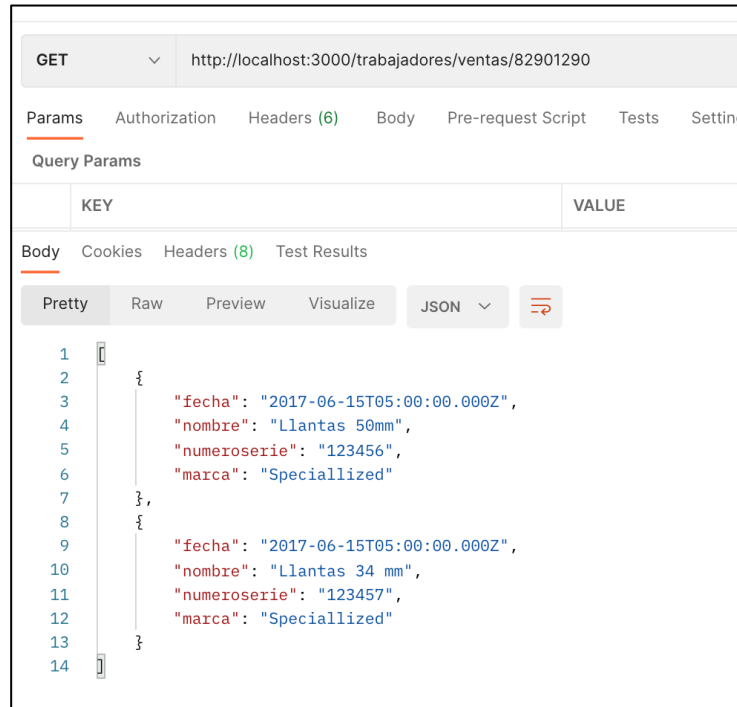 GET http://localhost:3000/trabajadores/ventas/82901290
Params Authorization Headers (6) Body Pre-request Script Tests
Query Params
KEY VALUE
Body Cookies Headers (8) Test Results
Pretty Raw Preview Visualize JSON
1 [
2 {
3 "fecha": "2017-06-15T05:00:00.000Z",
4 "nombre": "Llantas 50mm",
5 "numeroserie": "123456",
6 "marca": "Speciallized"
7 },
8 {
9 "fecha": "2017-06-15T05:00:00.000Z",
10 "nombre": "Llantas 34 mm",
11 "numeroserie": "123457",
12 "marca": "Speciallized"
13 }
14 ]